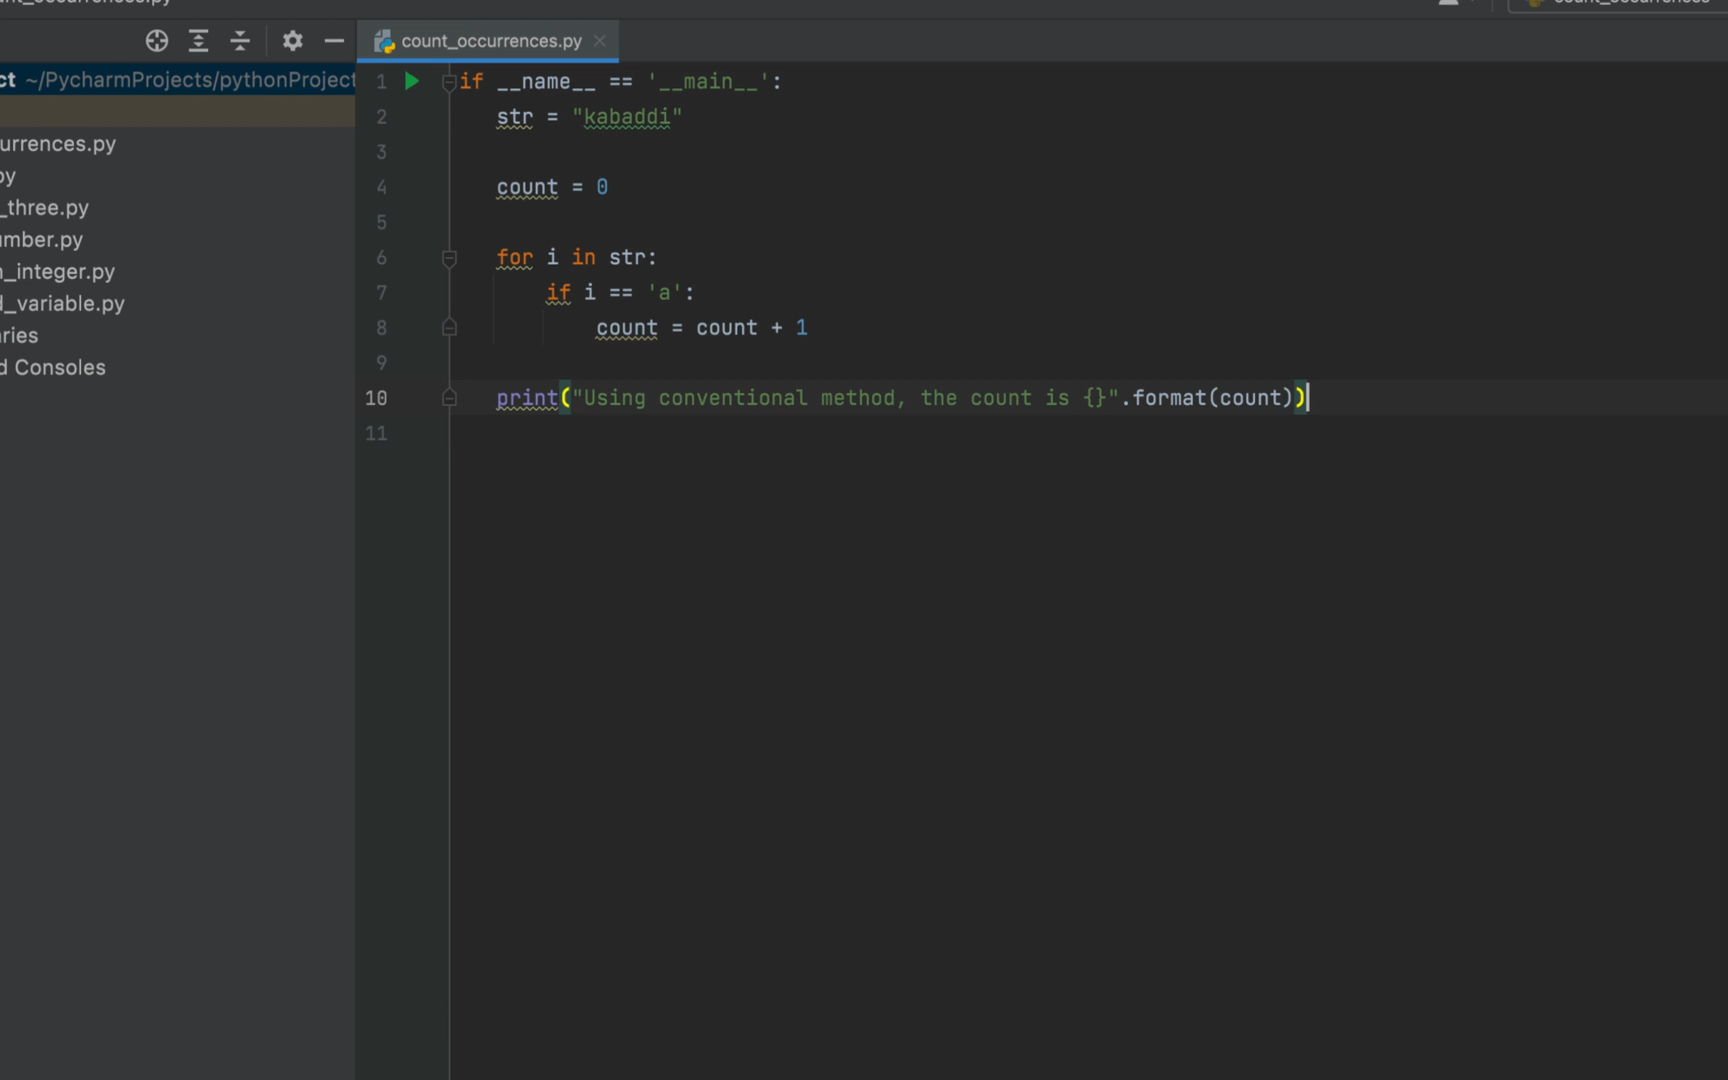 count_occurrences.py
ct ~/PycharmProjects/pythonProject
urrences.py
py
_three.py
umber.py
n_integer.py
d_variable.py
aries
d Consoles
1 if __name__ == '__main__':
2 str = "kabaddi"
3
4 count = 0
5
6 for i in str:
7 if i == 'a':
8 count = count + 1
9
10 print("Using conventional method, the count is {}".format(count))
11